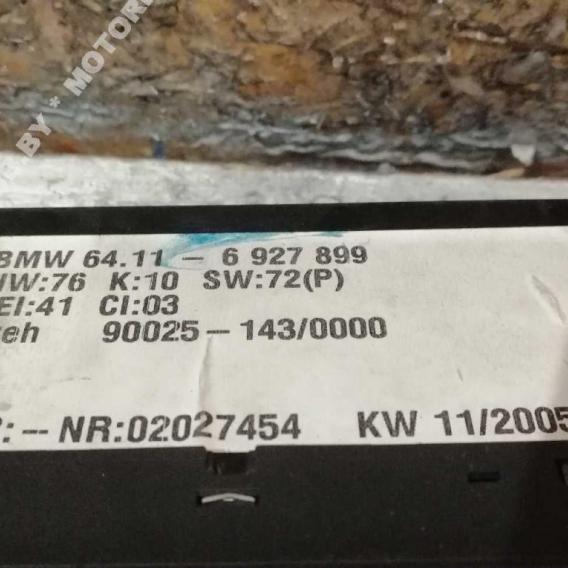 BY * MOTOR
BMW 64.11 – 6 927 899
HW:76 K:10 SW:72(P)
EI:41 CI:03
eh 90025–143/0000
:-- NR:02027454 KW 11/2005